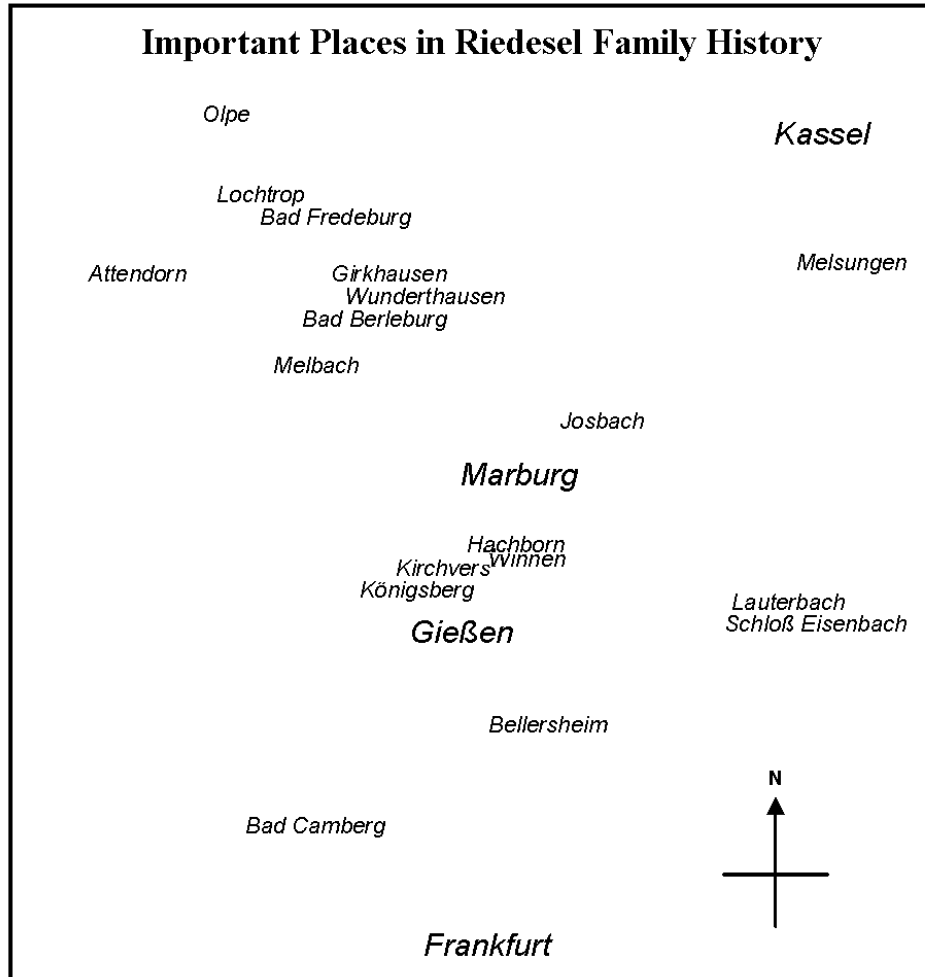 Important Places in Riedesel Family History
Olpe
Kassel
Lochtrop
Bad Fredeburg
Melsungen
Attendorn
Girkhausen
Wunderthausen
Bad Berleburg
Melbach
Josbach
Marburg
Hachborn
Winnen
Kirchvers
Königsberg
Lauterbach
Schloß Eisenbach
Gießen
Bellersheim
N
Bad Camberg
Frankfurt